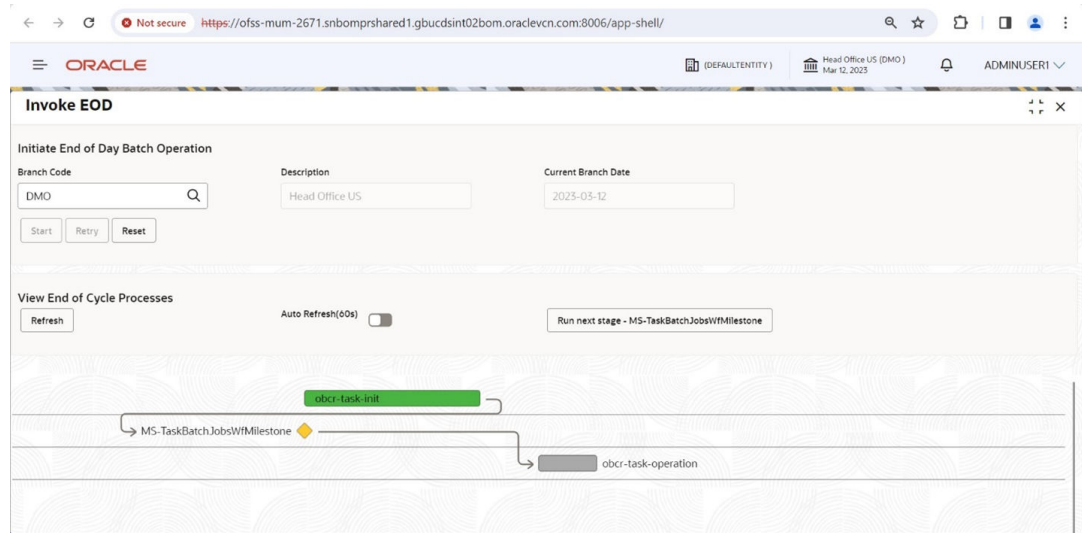 Not secure https://ofss-mum-2671.snbomprshared1.gbucdsint02bom.oraclevcn.com:8006/app-shell/
ORACLE
(DEFAULTENTITY)
Head Office US (DMO)
Mar 12, 2023
ADMINUSER1
Invoke EOD
Initiate End of Day Batch Operation
Branch Code
Description
Current Branch Date
DMO
Head Office US
2023-03-12
Start
Retry
Reset
View End of Cycle Processes
Refresh
Auto Refresh(60s)
Run next stage - MS-TaskBatchJobsWfMilestone
obcr-task-init
MS-TaskBatchJobsWfMilestone
obcr-task-operation